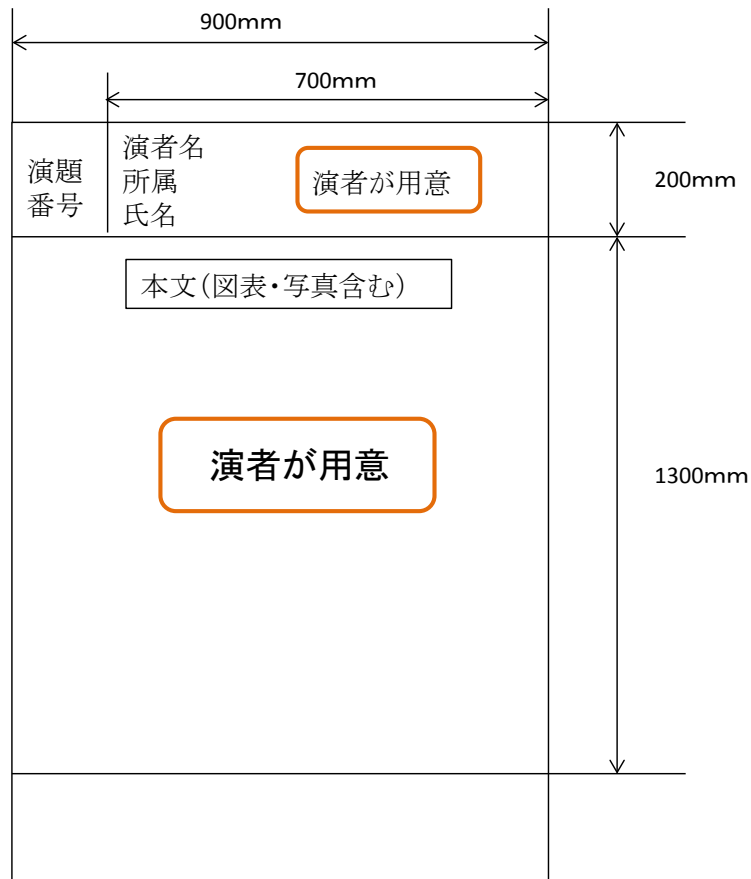 900mm
700mm
演題
番号
演者名
所属
氏名
演者が用意
200mm
本文(図表・写真含む)
演者が用意
1300mm